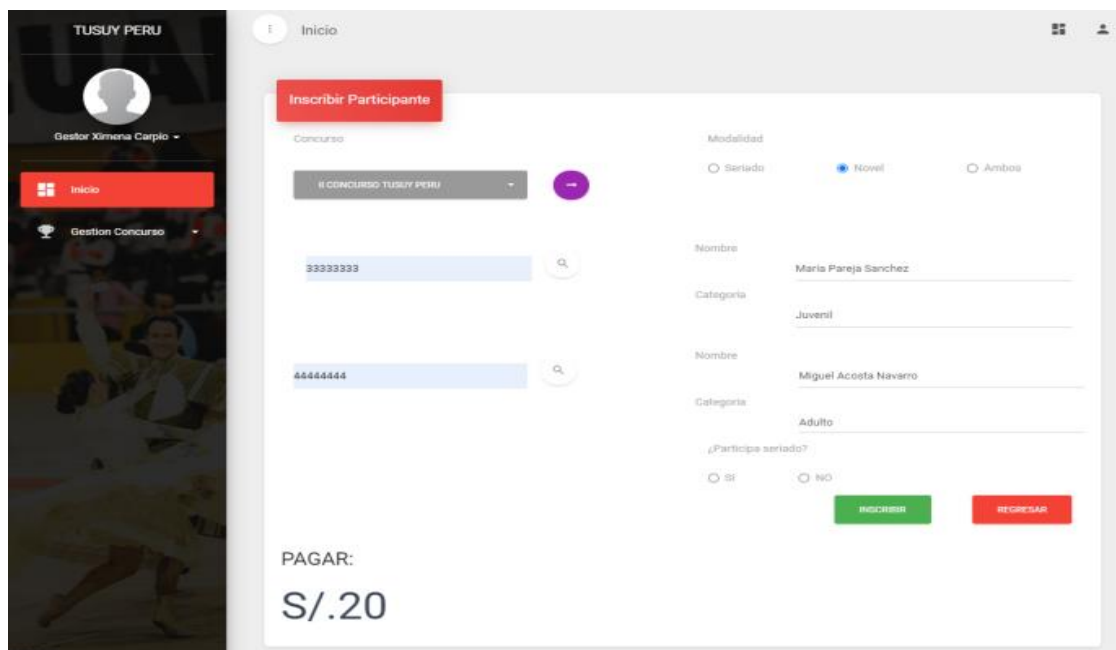 TUSUY PERU
Gestor Ximena Carpio
Inicio
Gestion Concurso
Inicio
Inscribir Participante
Concurso
II CONCURSO TUSUY PERU
Modalidad
Seriado
Novel
Ambos
33333333
Nombre
Maria Pareja Sanchez
Categoria
Juvenil
44444444
Nombre
Miguel Acosta Navarro
Categoria
Adulto
¿Participa seriado?
SI
NO
INSCRIBIR
REGRESAR
PAGAR:
S/.20